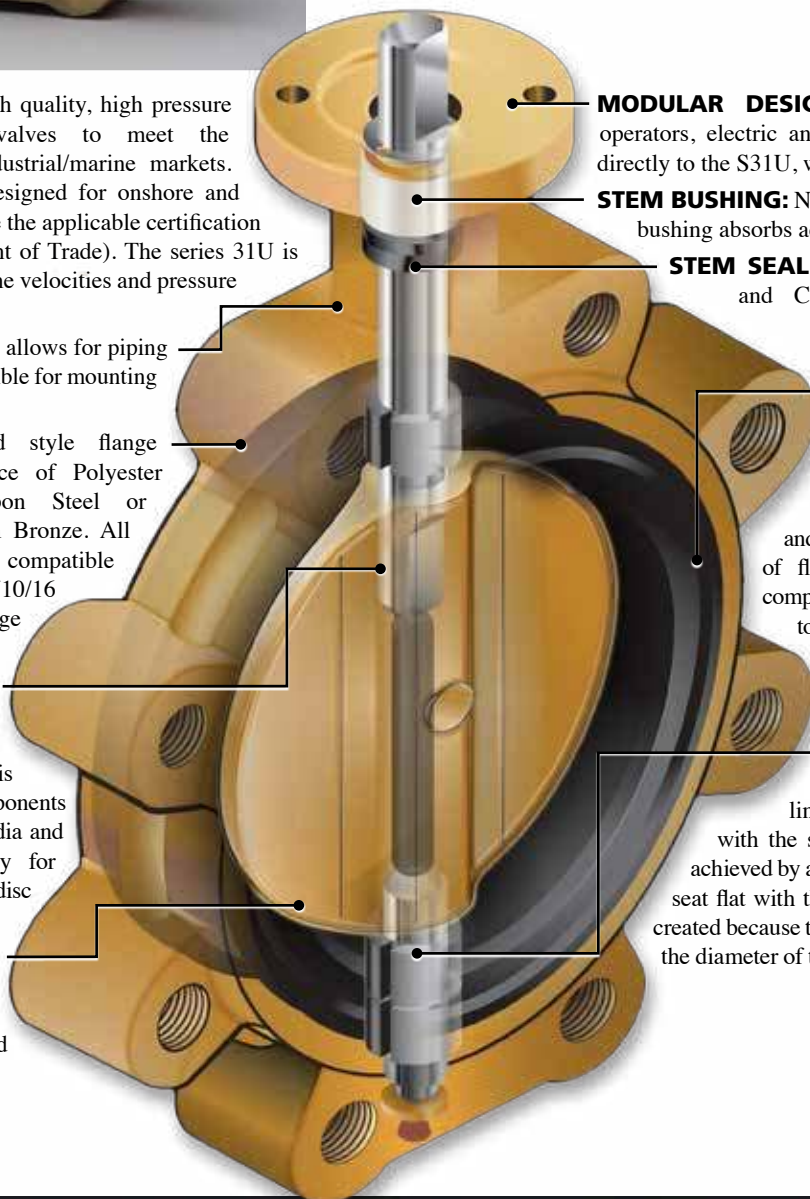 h quality, high pressure
valves to meet the
dustrial/marine markets.
esigned for onshore and
e the applicable certification
nt of Trade). The series 31U is
ne velocities and pressure
allows for piping
ible for mounting
d style flange
ce of Polyester
bon Steel or
Bronze. All
compatible
/10/16
ge
is
ponents
dia and
y for
disc
d
MODULAR DESIG
operators, electric an
directly to the S31U, w
STEM BUSHING: N
bushing absorbs a
STEM SEAL
and C
and
of fl
comp
to
lin
with the s
achieved by a
seat flat with t
created because t
the diameter of t